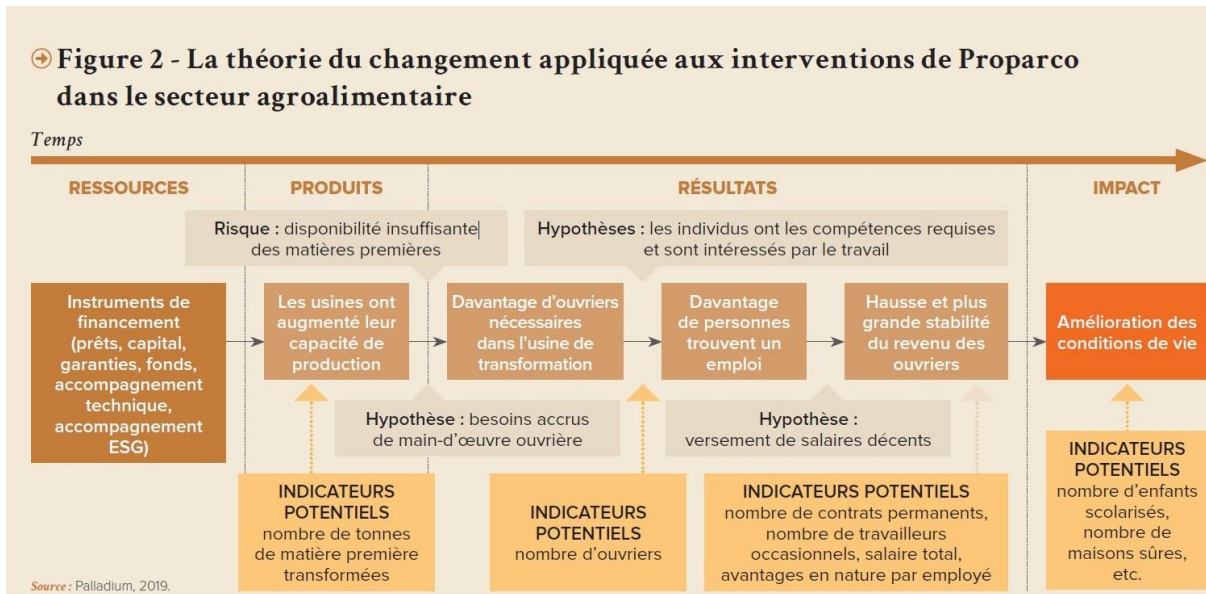 Figure 2 - La théorie du changement appliquée aux interventions de Proparco
dans le secteur agroalimentaire
Temps
RESSOURCES
PRODUITS
RÉSULTATS
IMPACT
Risque : disponibilité insuffisante
des matières premières
Hypothèses : les individus ont les compétences requises
et sont intéressés par le travail
Instruments de
financement
(prêts, capital,
garanties, fonds,
accompagnement
technique,
accompagnement
ESG)
Les usines ont
augmenté leur
capacité de
production
Davantage d’ouvriers
nécessaires
dans l’usine de
transformation
Davantage
de personnes
trouvent un
emploi
Hausse et plus
grande stabilité
du revenu des
ouvriers
Amélioration des
conditions de vie
Hypothèse : besoins accrus
de main-d’œuvre ouvrière
Hypothèse :
versement de salaires décents
INDICATEURS
POTENTIELS
nombre de tonnes
de matière première
transformées
INDICATEURS
POTENTIELS
nombre d’ouvriers
INDICATEURS POTENTIELS
nombre de contrats permanents,
nombre de travailleurs
occasionnels, salaire total,
avantages en nature par employé
INDICATEURS
POTENTIELS
nombre d’enfants
scolarisés,
nombre de
maisons sûres,
etc.
Source : Palladium, 2019.